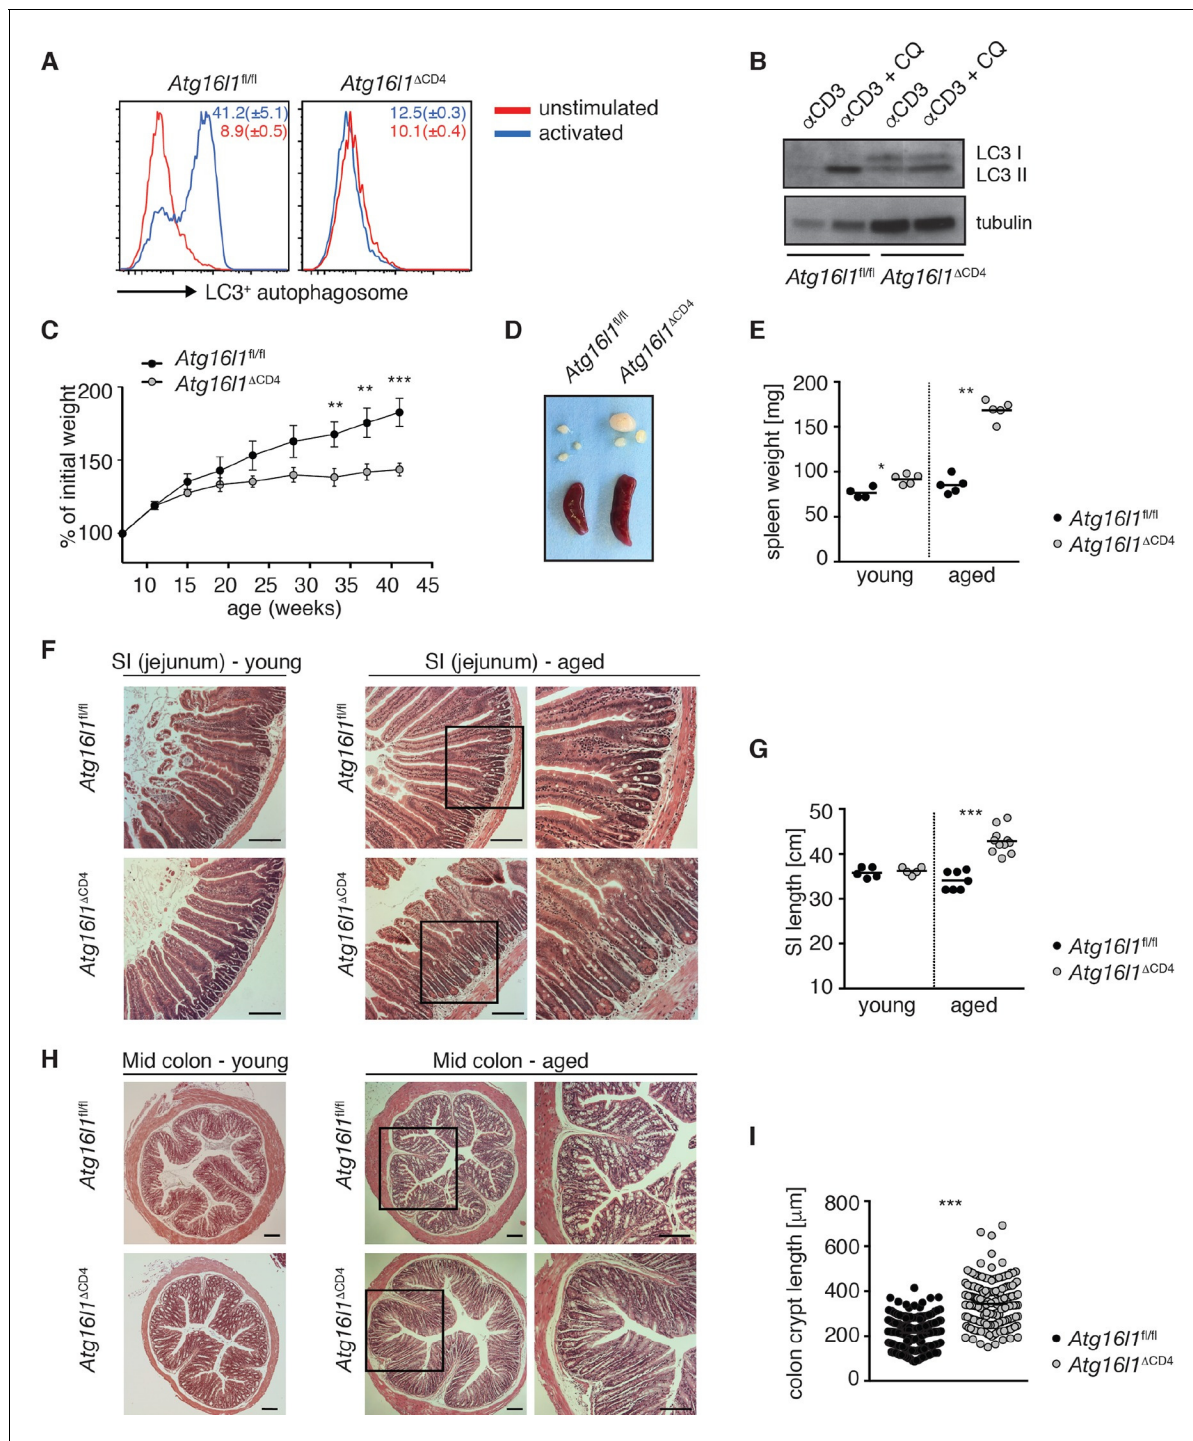 A
Atg16l1fl/fl
Atg16l1ΔCD4
41.2(±5.1)
8.9(±0.5)
12.5(±0.3)
10.1(±0.4)
unstimulated
activated
LC3+ autophagosome
B
αCD3
αCD3 + CQ
αCD3
αCD3 + CQ
LC3 I
LC3 II
tubulin
Atg16l1fl/fl
Atg16l1ΔCD4
C
Atg16l1fl/fl
Atg16l1ΔCD4
% of initial weight
200
150
100
** ** ***
10 15 19 25 30 35 40 45
age (weeks)
D
Atg16l1fl/fl
Atg16l1ΔCD4
E
spleen weight [mg]
200
150
100
50
0
*
**
young aged
Atg16l1fl/fl
Atg16l1ΔCD4
F
SI (jejunum) - young
SI (jejunum) - aged
Atg16l1fl/fl
Atg16l1fl/fl
Atg16l1ΔCD4
Atg16l1ΔCD4
G
SI length [cm]
50
40
30
20
10
***
young aged
Atg16l1fl/fl
Atg16l1ΔCD4
H
Mid colon - young
Mid colon - aged
Atg16l1fl/fl
Atg16l1fl/fl
Atg16l1ΔCD4
Atg16l1ΔCD4
I
colon crypt length [µm]
800
600
400
200
0
***
Atg16l1fl/fl
Atg16l1ΔCD4